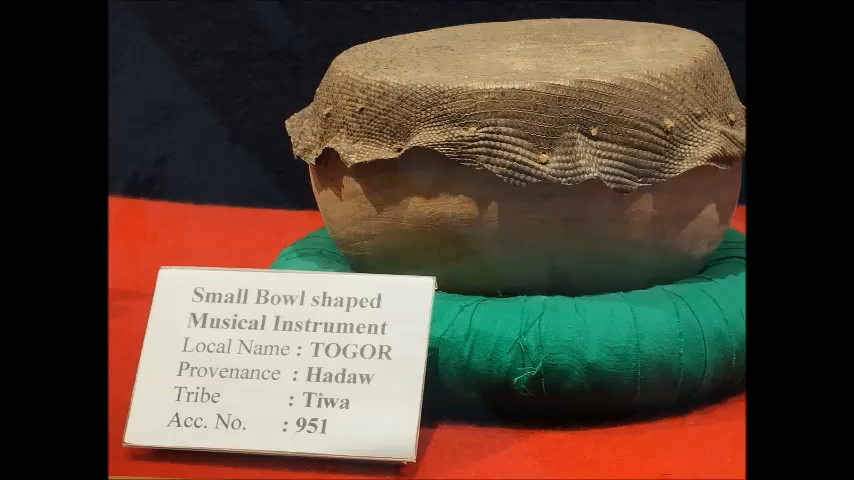 Small Bowl shaped
Musical Instrument
Local Name : TOGOR
Provenance : Hadaw
Tribe : Tiwa
Acc. No. : 951